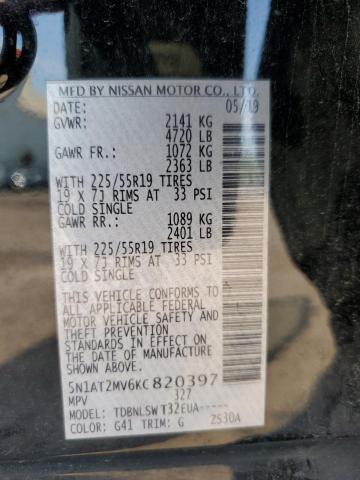 MFD BY NISSAN MOTOR CO., LTD.
DATE: 05/19
GVWR: 2141 KG
4720 LB
GAWR FR.: 1072 KG
2363 LB
WITH 225/55R19 TIRES
19 X 7J RIMS AT 33 PSI
COLD SINGLE
GAWR RR.: 1089 KG
2401 LB
WITH 225/55R19 TIRES
19 X 7J RIMS AT 33 PSI
COLD SINGLE
THIS VEHICLE CONFORMS TO
ALL APPLICABLE FEDERAL
MOTOR VEHICLE SAFETY AND
THEFT PREVENTION
STANDARDS IN EFFECT ON
THE DATE OF MANUFACTURE
SHOWN ABOVE.
5N1AT2MV6KC820397
MPV 327
MODEL: TDBNLSWT32EUA-----
COLOR: G41 TRIM: G ZS30A